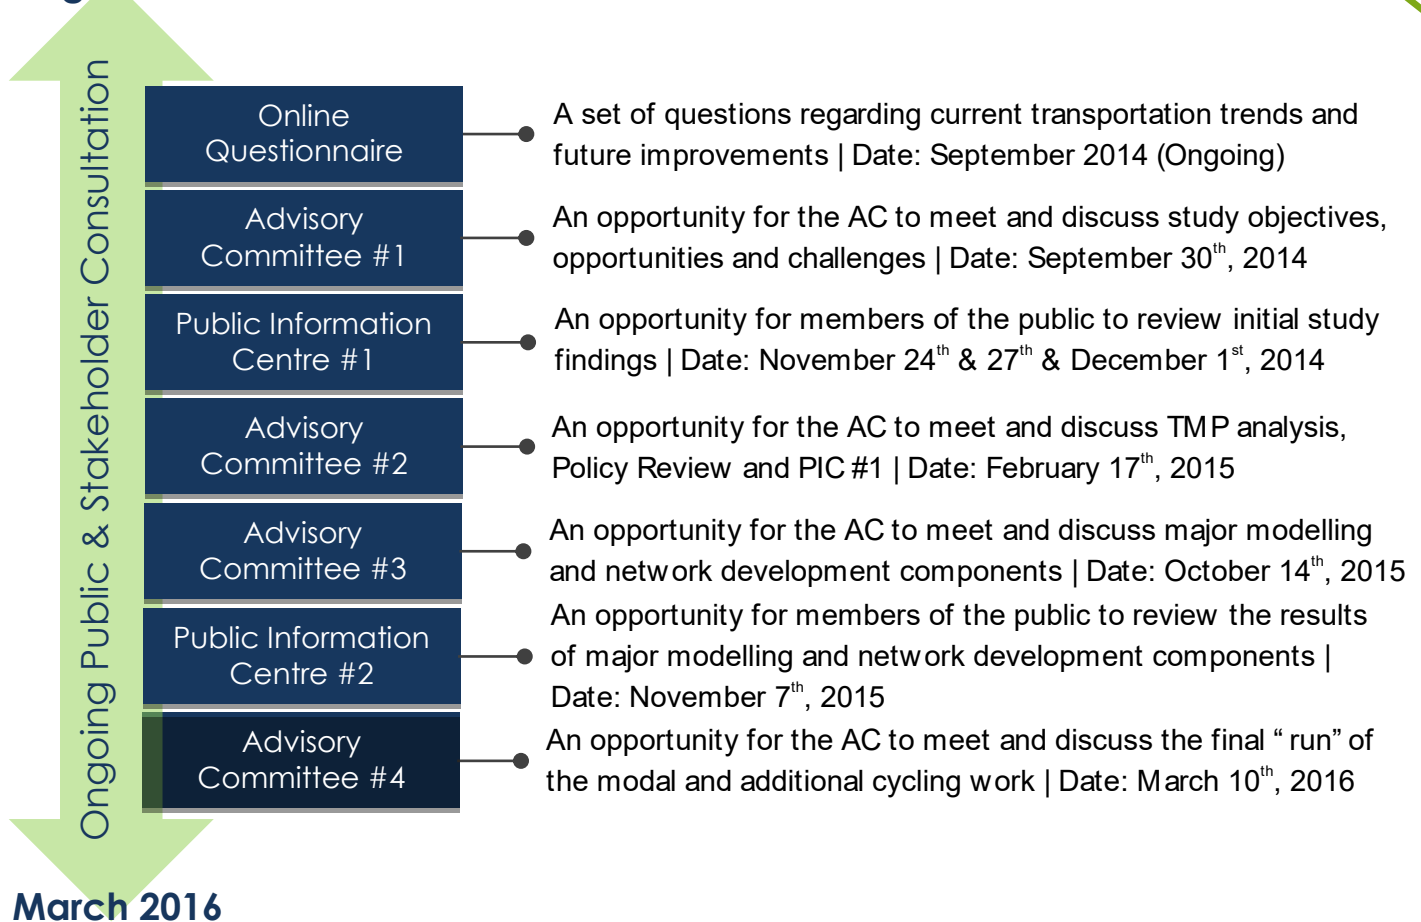 Ongoing Public & Stakeholder Consultation
Online
Questionnaire
A set of questions regarding current transportation trends and
future improvements | Date: September 2014 (Ongoing)
Advisory
Committee #1
An opportunity for the AC to meet and discuss study objectives,
opportunities and challenges | Date: September 30th, 2014
Public Information
Centre #1
An opportunity for members of the public to review initial study
findings | Date: November 24th & 27th & December 1st, 2014
Advisory
Committee #2
An opportunity for the AC to meet and discuss TMP analysis,
Policy Review and PIC #1 | Date: February 17th, 2015
Advisory
Committee #3
An opportunity for the AC to meet and discuss major modelling
and network development components | Date: October 14th, 2015
Public Information
Centre #2
An opportunity for members of the public to review the results
of major modelling and network development components |
Date: November 7th, 2015
Advisory
Committee #4
An opportunity for the AC to meet and discuss the final “ run” of
the modal and additional cycling work | Date: March 10th, 2016
March 2016